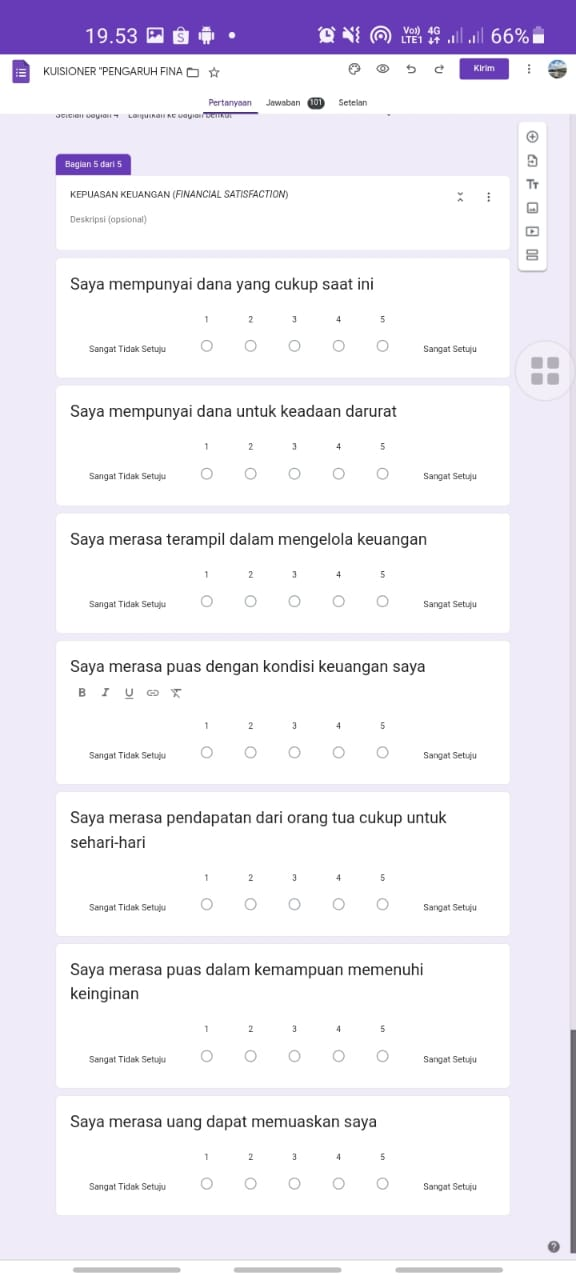 19.53
Vo)) 4G
LTE1
66%
KUISIONER "PENGARUH FINA
Kirim
Pertanyaan Jawaban 101 Setelan
Setelah bagian 4 Lanjutkan ke bagian berikut
Bagian 5 dari 5
KEPUASAN KEUANGAN (FINANCIAL SATISFACTION)
Deskripsi (opsional)
Saya mempunyai dana yang cukup saat ini
1 2 3 4 5
Sangat Tidak Setuju Sangat Setuju
Saya mempunyai dana untuk keadaan darurat
1 2 3 4 5
Sangat Tidak Setuju Sangat Setuju
Saya merasa terampil dalam mengelola keuangan
1 2 3 4 5
Sangat Tidak Setuju Sangat Setuju
Saya merasa puas dengan kondisi keuangan saya
B I U
1 2 3 4 5
Sangat Tidak Setuju Sangat Setuju
Saya merasa pendapatan dari orang tua cukup untuk
sehari-hari
1 2 3 4 5
Sangat Tidak Setuju Sangat Setuju
Saya merasa puas dalam kemampuan memenuhi
keinginan
1 2 3 4 5
Sangat Tidak Setuju Sangat Setuju
Saya merasa uang dapat memuaskan saya
1 2 3 4 5
Sangat Tidak Setuju Sangat Setuju